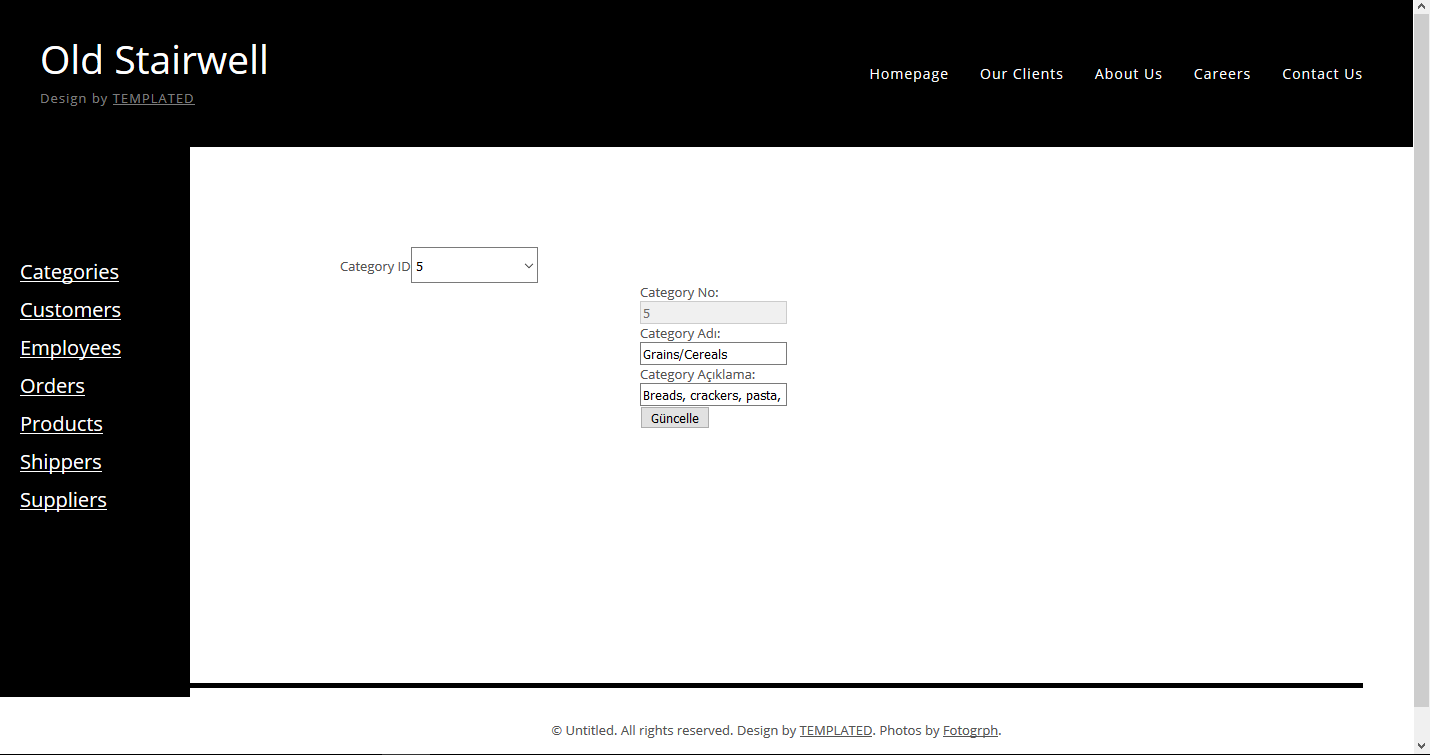 Old Stairwell
Design by TEMPLATED
Homepage Our Clients About Us Careers Contact Us
Categories
Customers
Employees
Orders
Products
Shippers
Suppliers
Category ID 5
Category No:
5
Category Adı:
Grains/Cereals
Category Açıklama:
Breads, crackers, pasta,
Güncelle
© Untitled. All rights reserved. Design by TEMPLATED. Photos by Fotogrph.